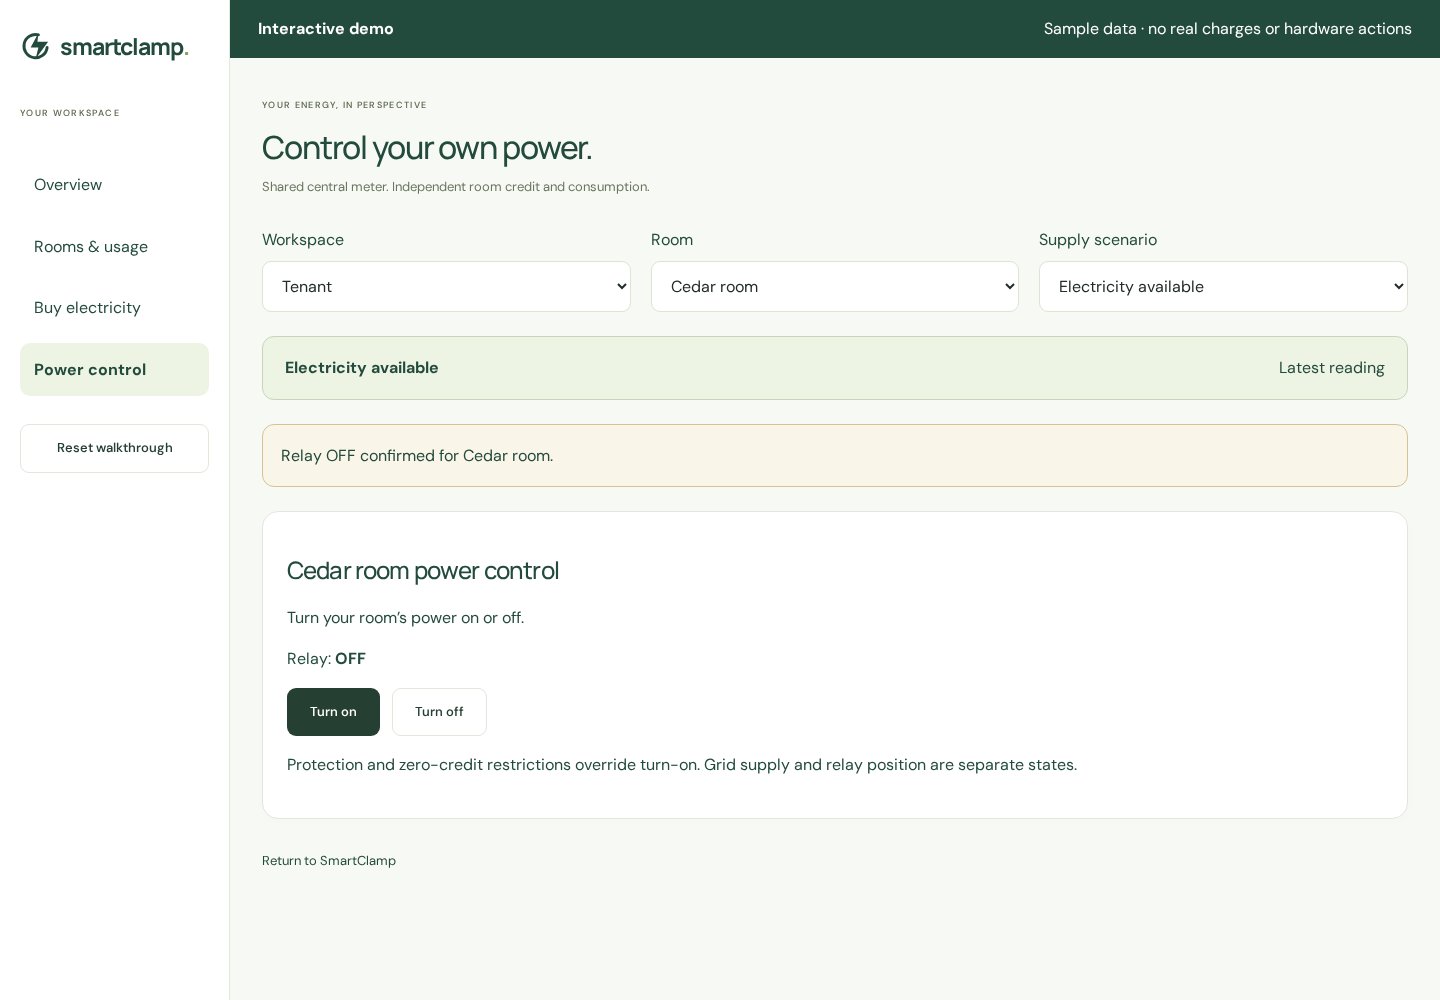 smartclamp.
YOUR WORKSPACE
Overview
Rooms & usage
Buy electricity
Power control
Reset walkthrough
Interactive demo
Sample data · no real charges or hardware actions
YOUR ENERGY, IN PERSPECTIVE
Control your own power.
Shared central meter. Independent room credit and consumption.
Workspace
Tenant
Room
Cedar room
Supply scenario
Electricity available
Electricity available
Latest reading
Relay OFF confirmed for Cedar room.
Cedar room power control
Turn your room’s power on or off.
Relay: OFF
Turn on
Turn off
Protection and zero-credit restrictions override turn-on. Grid supply and relay position are separate states.
Return to SmartClamp